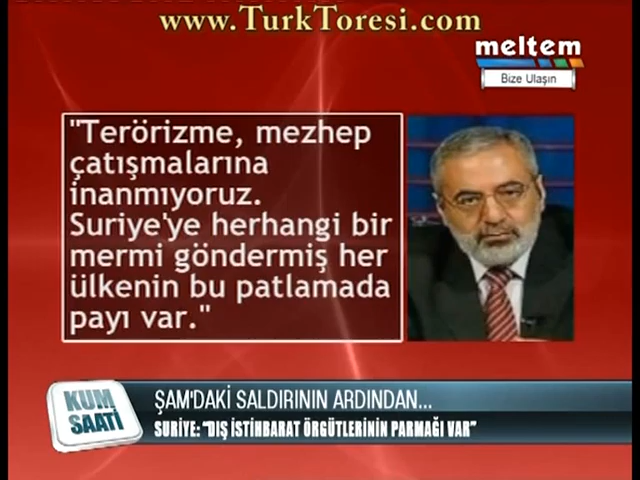 www.TurkToresi.com
meltem
Bize Ulaşın
"Terörizme, mezhep
çatışmalarına
inanmıyoruz.
Suriye'ye herhangi bir
mermi göndermiş her
ülkenin bu patlamada
payı var."
KUM
SAATİ
ŞAM'DAKİ SALDIRININ ARDINDAN...
SURİYE: "DIŞ İSTİHBARAT ÖRGÜTLERİNİN PARMAĞI VAR"